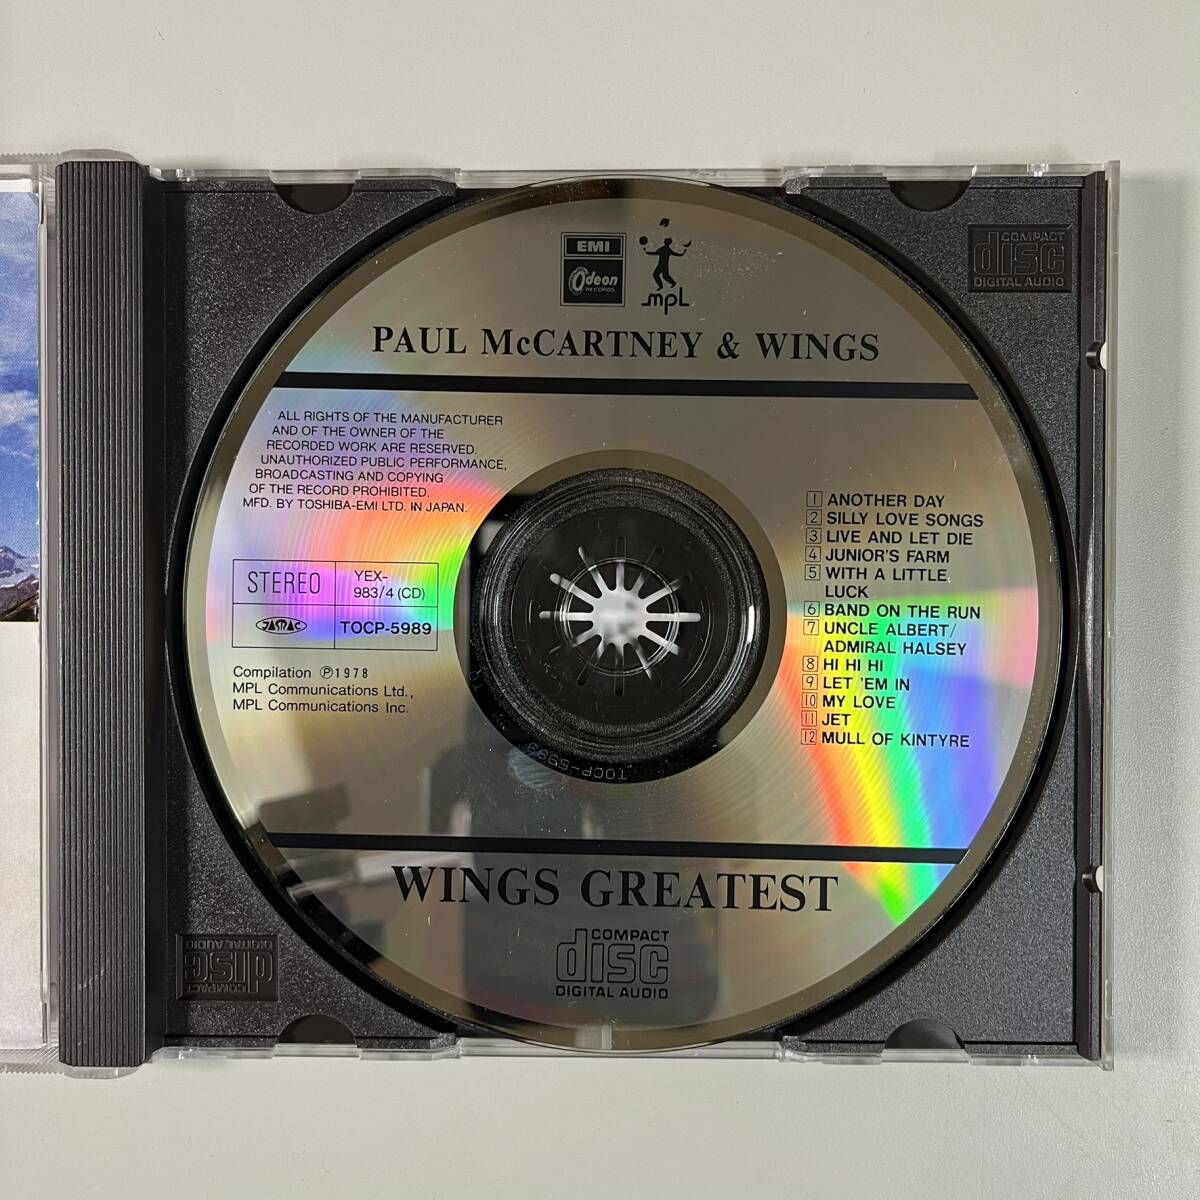 EMI
Odeon
RECORDS
mpL
PAUL McCARTNEY & WINGS
COMPACT
disc
DIGITAL AUDIO
ALL RIGHTS OF THE MANUFACTURER
AND OF THE OWNER OF THE
RECORDED WORK ARE RESERVED.
UNAUTHORIZED PUBLIC PERFORMANCE,
BROADCASTING AND COPYING
OF THE RECORD PROHIBITED.
MFD. BY TOSHIBA-EMI LTD. IN JAPAN.
STEREO
YEX-
983/4 (CD)
JASRAC
TOCP-5989
Compilation ℗1978
MPL Communications Ltd.,
MPL Communications Inc.
1 ANOTHER DAY
2 SILLY LOVE SONGS
3 LIVE AND LET DIE
4 JUNIOR'S FARM
5 WITH A LITTLE
LUCK
6 BAND ON THE RUN
7 UNCLE ALBERT/
ADMIRAL HALSEY
8 HI HI HI
9 LET 'EM IN
10 MY LOVE
11 JET
12 MULL OF KINTYRE
TOCP-5989
WINGS GREATEST
COMPACT
disc
DIGITAL AUDIO
COMPACT
disc
DIGITAL AUDIO